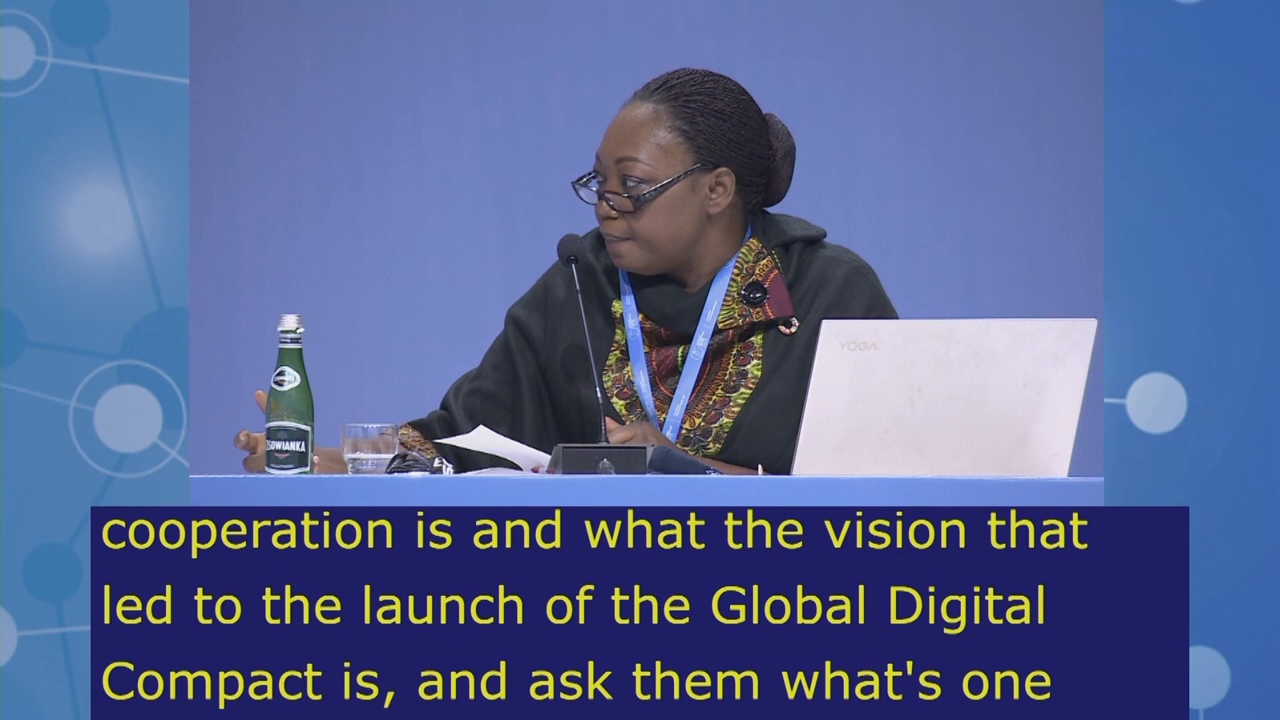 YOGA
cooperation is and what the vision that
led to the launch of the Global Digital
Compact is, and ask them what's one